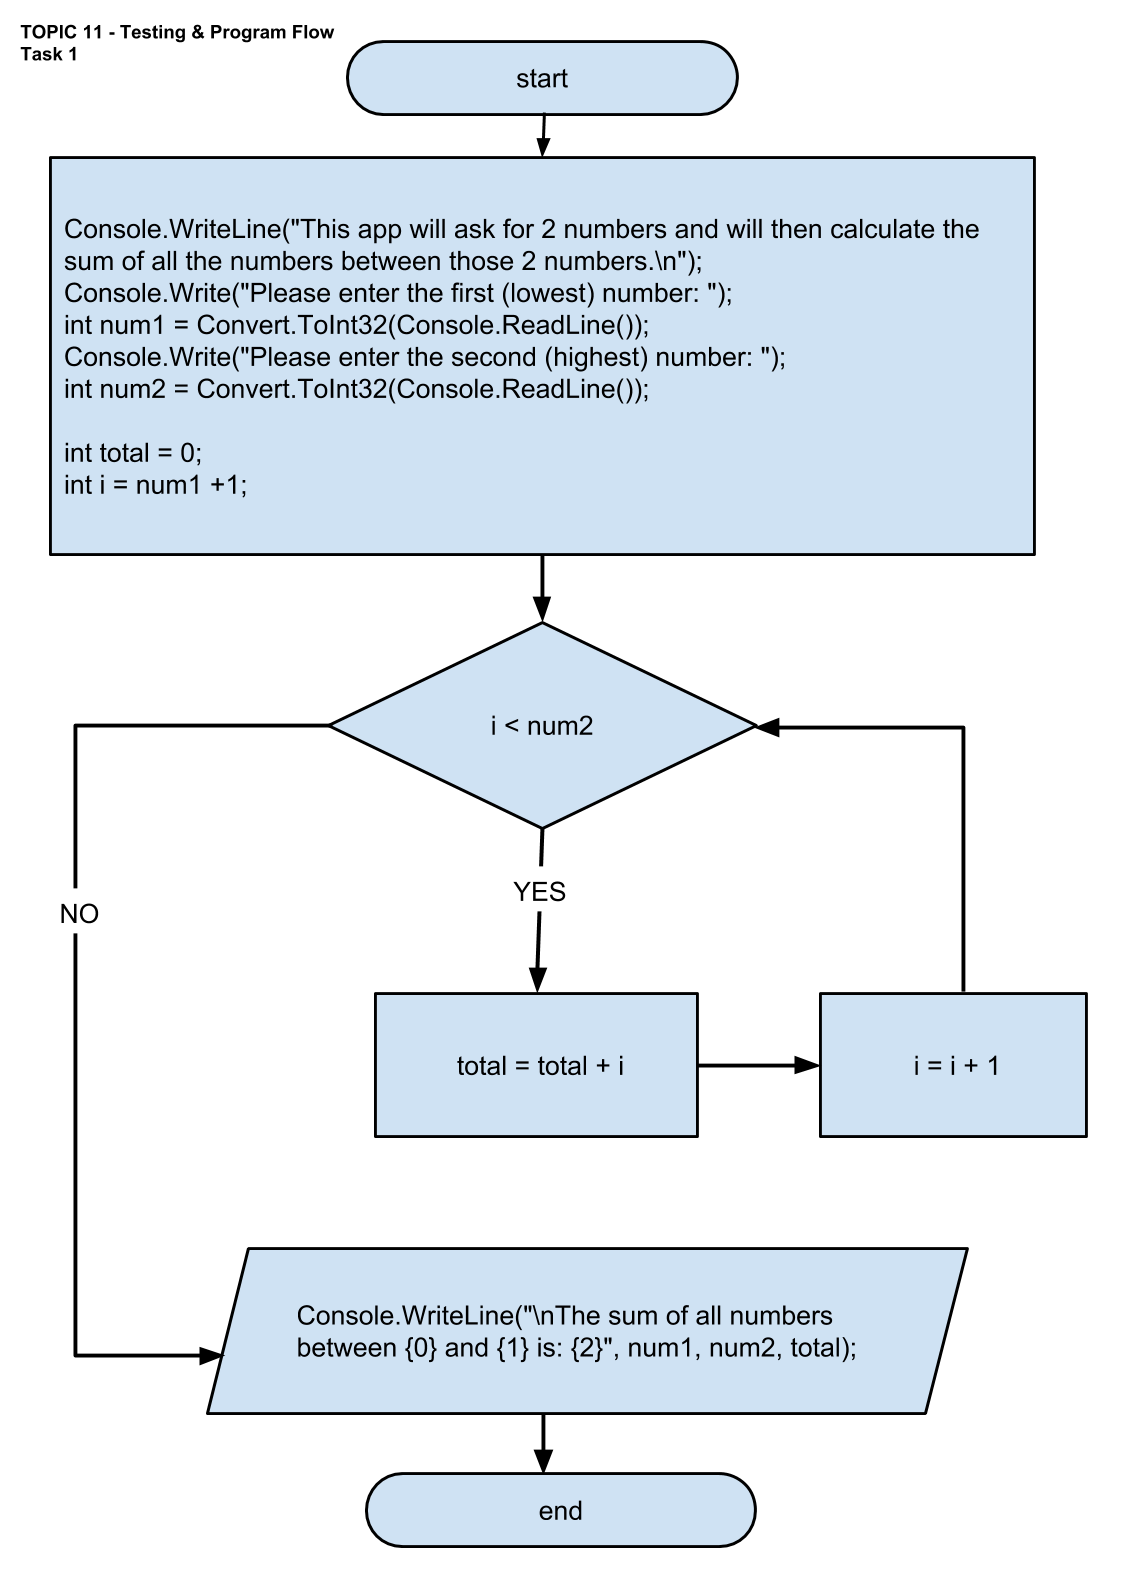 TOPIC 11 - Testing & Program Flow
Task 1
start
Console.WriteLine("This app will ask for 2 numbers and will then calculate the
sum of all the numbers between those 2 numbers.\n");
Console.Write("Please enter the first (lowest) number: ");
int num1 = Convert.ToInt32(Console.ReadLine());
Console.Write("Please enter the second (highest) number: ");
int num2 = Convert.ToInt32(Console.ReadLine());
int total = 0;
int i = num1 +1;
i < num2
YES
NO
total = total + i
i = i + 1
Console.WriteLine("\nThe sum of all numbers
between {0} and {1} is: {2}", num1, num2, total);
end